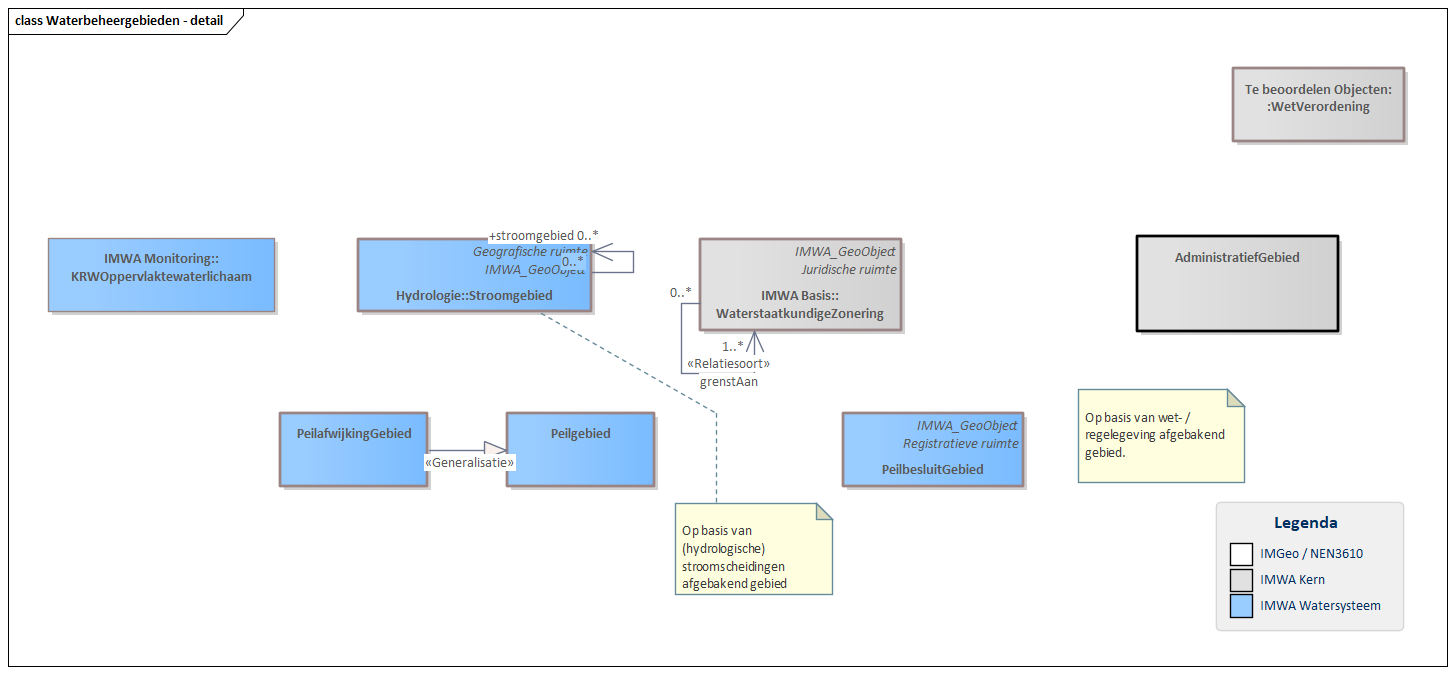 class Waterbeheergebieden - detail
Te beoordelen Objecten:
:WetVerordening
IMWA Monitoring::
KRWOppervlaktewaterlichaam
+stroomgebied 0..*
Geografische ruimte
0..*
IMWA_GeoObject
Hydrologie::Stroomgebied
IMWA_GeoObject
Juridische ruimte
IMWA Basis::
WaterstaatkundigeZonering
0..*
1..*
«Relatiesoort»
grenstAan
AdministratiefGebied
PeilafwijkingGebied
«Generalisatie»
Peilgebied
IMWA_GeoObject
Registratieve ruimte
PeilbesluitGebied
Op basis van wet- /
regelegeving afgebakend
gebied.
Op basis van
(hydrologische)
stroomscheidingen
afgebakend gebied
Legenda
IMGeo / NEN3610
IMWA Kern
IMWA Watersysteem